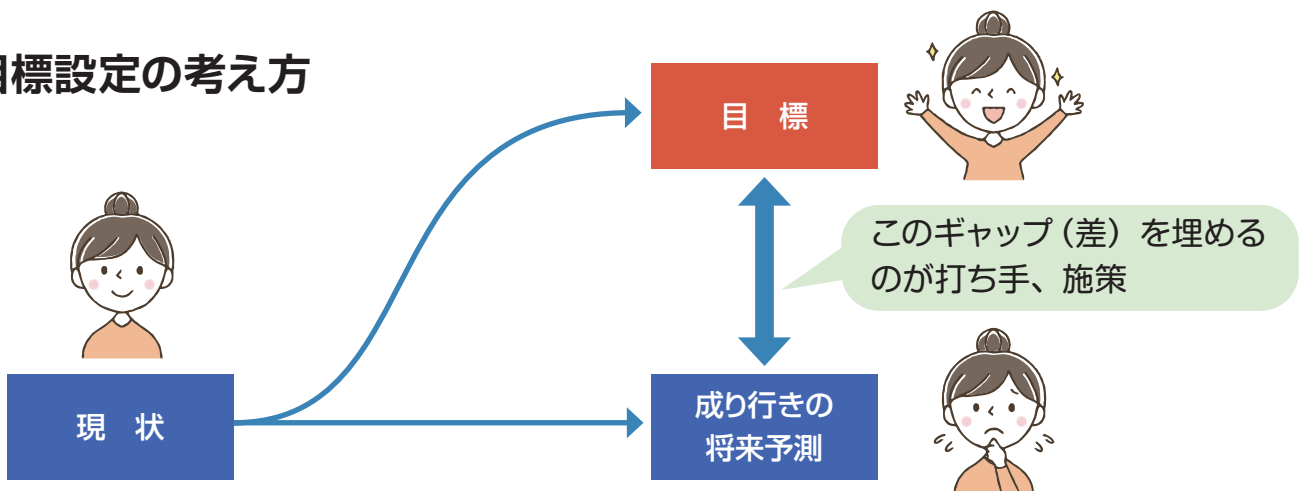 目標設定の考え方
目　標
このギャップ（差）を埋める
のが打ち手、施策
現　状
成り行きの
将来予測